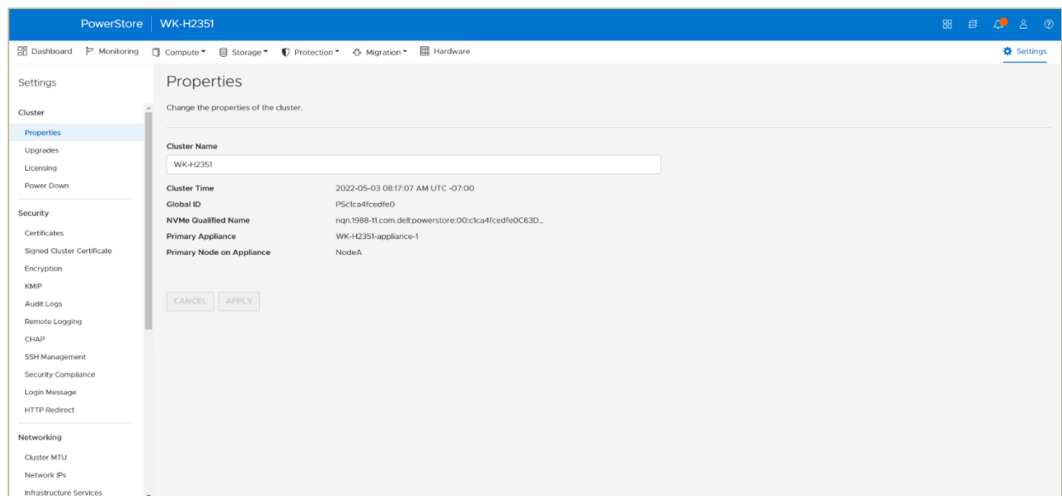 PowerStore WK-H2351
Dashboard Monitoring Compute Storage Protection Migration Hardware Settings
Settings
Cluster
Properties
Upgrades
Licensing
Power Down
Security
Certificates
Signed Cluster Certificate
Encryption
KMIP
Audit Logs
Remote Logging
CHAP
SSH Management
Security Compliance
Login Message
HTTP Redirect
Networking
Cluster MTU
Network IPs
Infrastructure Services
Properties
Change the properties of the cluster.
Cluster Name
WK-H2351
Cluster Time 2022-05-03 08:17:07 AM UTC -07:00
Global ID PSc1ca4fcedfe0
NVMe Qualified Name nqn.1988-11.com.dell:powerstore:00:c1ca4fcedfe0C63D...
Primary Appliance WK-H2351-appliance-1
Primary Node on Appliance NodeA
CANCEL APPLY